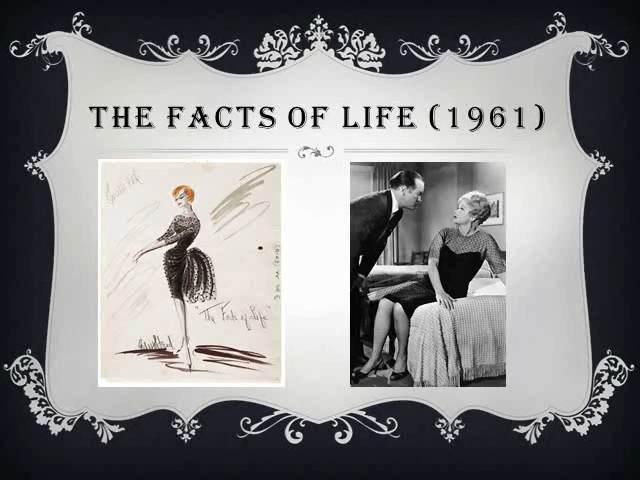 THE FACTS OF LIFE (1961)
"The Facts of Life"